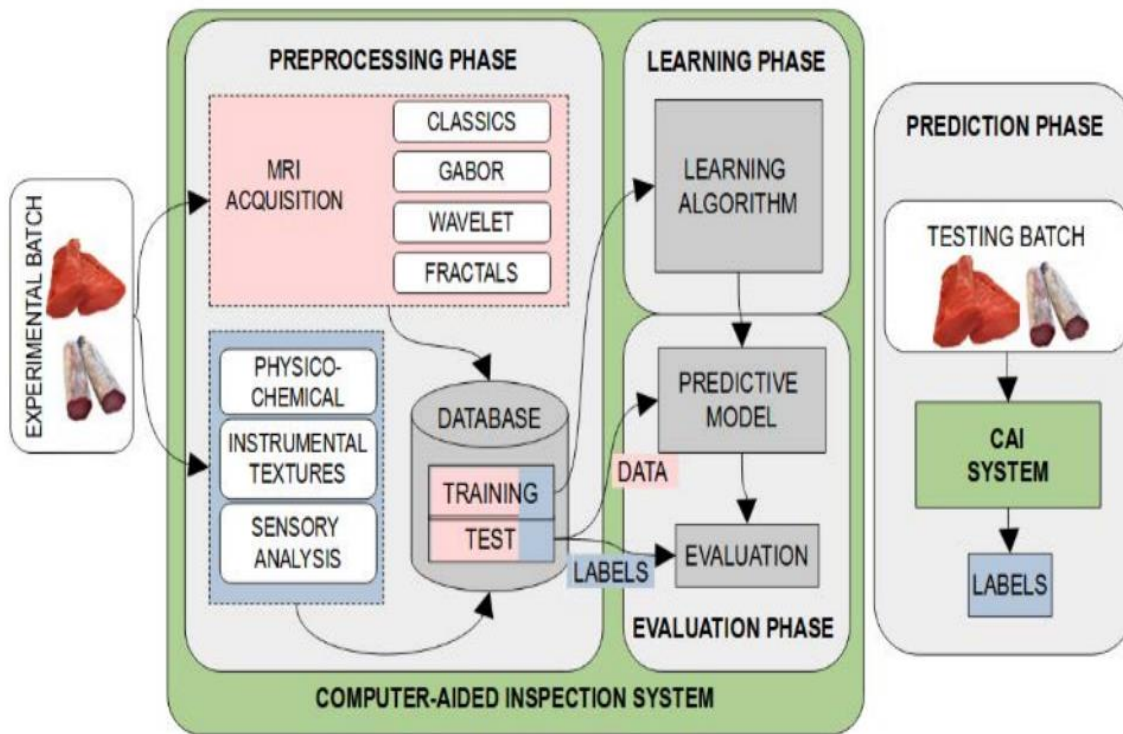 EXPERIMENTAL BATCH
PREPROCESSING PHASE
MRI
ACQUISITION
CLASSICS
GABOR
WAVELET
FRACTALS
PHYSICO-
CHEMICAL
INSTRUMENTAL
TEXTURES
SENSORY
ANALYSIS
DATABASE
TRAINING
TEST
LEARNING PHASE
LEARNING
ALGORITHM
PREDICTIVE
MODEL
DATA
EVALUATION
LABELS
EVALUATION PHASE
COMPUTER-AIDED INSPECTION SYSTEM
PREDICTION PHASE
TESTING BATCH
CAI
SYSTEM
LABELS